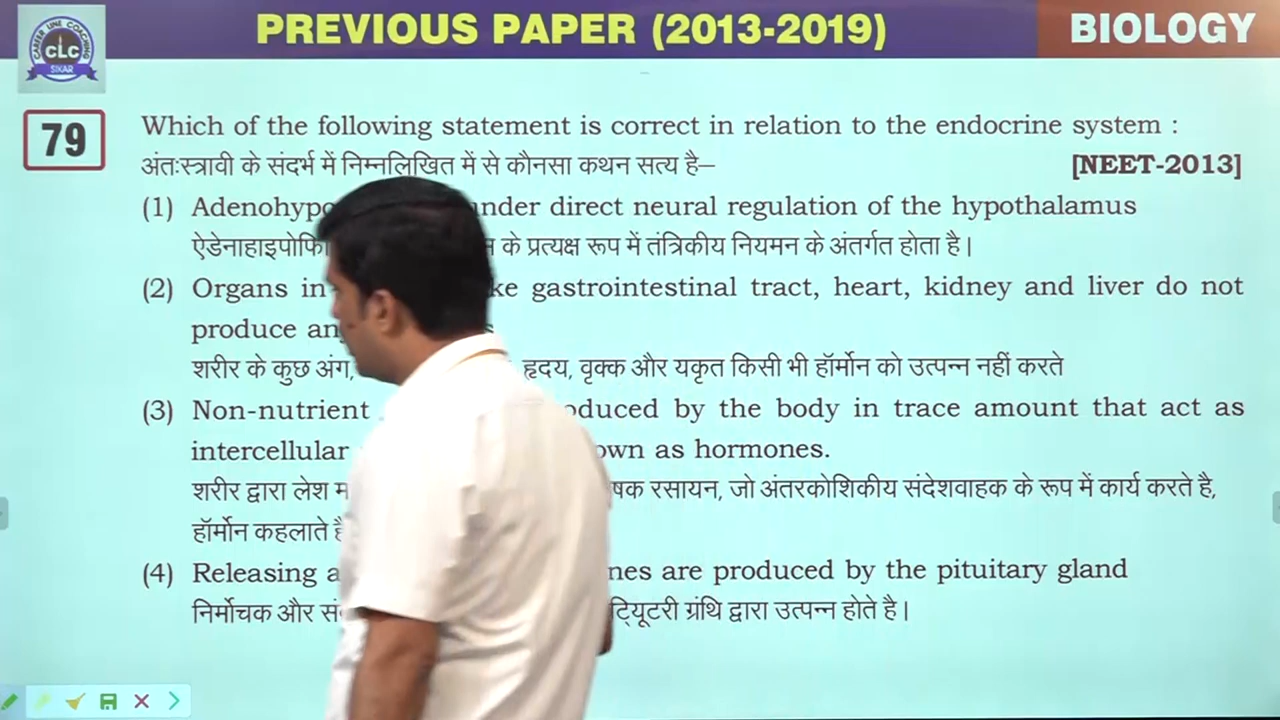 PREVIOUS PAPER (2013-2019)
BIOLOGY
CAREER LINE COACHING
CLC
SIKAR
79
Which of the following statement is correct in relation to the endocrine system :
अंतःस्त्रावी के संदर्भ में निम्नलिखित में से कौनसा कथन सत्य है–
[NEET-2013]
(1) Adenohypo nder direct neural regulation of the hypothalamus
ऐडेनाहाइपोफि के प्रत्यक्ष रूप में तंत्रिकीय नियमन के अंतर्गत होता है।
(2) Organs in ke gastrointestinal tract, heart, kidney and liver do not
produce an s
शरीर के कुछ अंग, हृदय, वृक्क और यकृत किसी भी हॉर्मोन को उत्पन्न नहीं करते
(3) Non-nutrient oduced by the body in trace amount that act as
intercellular own as hormones.
शरीर द्वारा लेश म षक रसायन, जो अंतरकोशिकीय संदेशवाहक के रूप में कार्य करते है,
हॉर्मोन कहलाते है
(4) Releasing a nes are produced by the pituitary gland
निर्मोचक और सं ट्यूटरी ग्रंथि द्वारा उत्पन्न होते है।